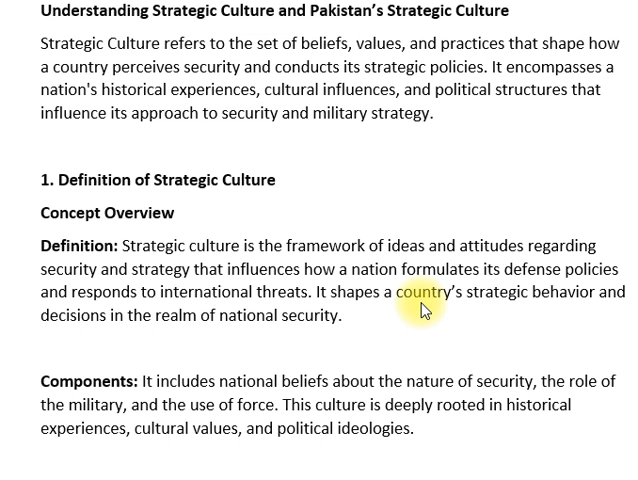 Understanding Strategic Culture and Pakistan’s Strategic Culture
Strategic Culture refers to the set of beliefs, values, and practices that shape how
a country perceives security and conducts its strategic policies. It encompasses a
nation's historical experiences, cultural influences, and political structures that
influence its approach to security and military strategy.
1. Definition of Strategic Culture
Concept Overview
Definition: Strategic culture is the framework of ideas and attitudes regarding
security and strategy that influences how a nation formulates its defense policies
and responds to international threats. It shapes a country’s strategic behavior and
decisions in the realm of national security.
Components: It includes national beliefs about the nature of security, the role of
the military, and the use of force. This culture is deeply rooted in historical
experiences, cultural values, and political ideologies.